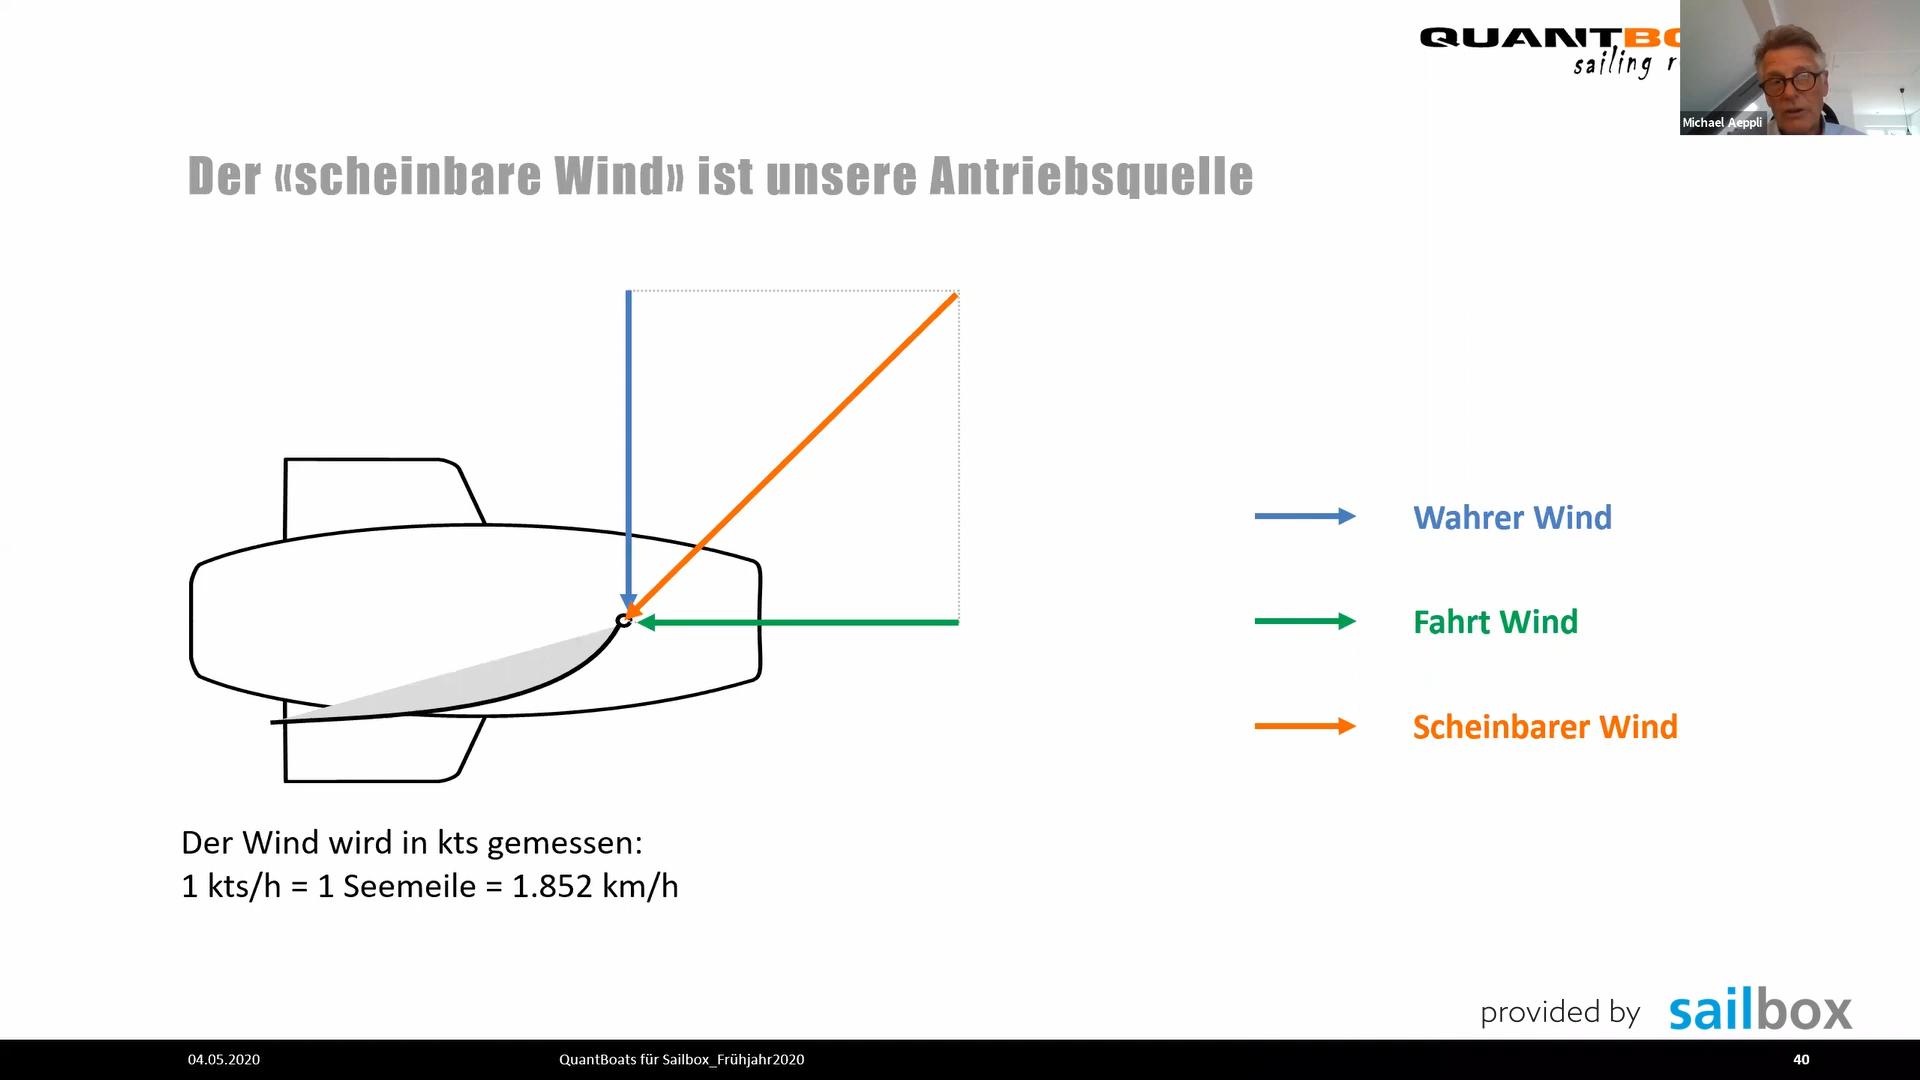 QUANTBO
sailing r
Michael Aeppli
Der «scheinbare Wind» ist unsere Antriebsquelle
Wahrer Wind
Fahrt Wind
Scheinbarer Wind
Der Wind wird in kts gemessen:
1 kts/h = 1 Seemeile = 1.852 km/h
provided by sailbox
04.05.2020
QuantBoats für Sailbox_Frühjahr2020
40